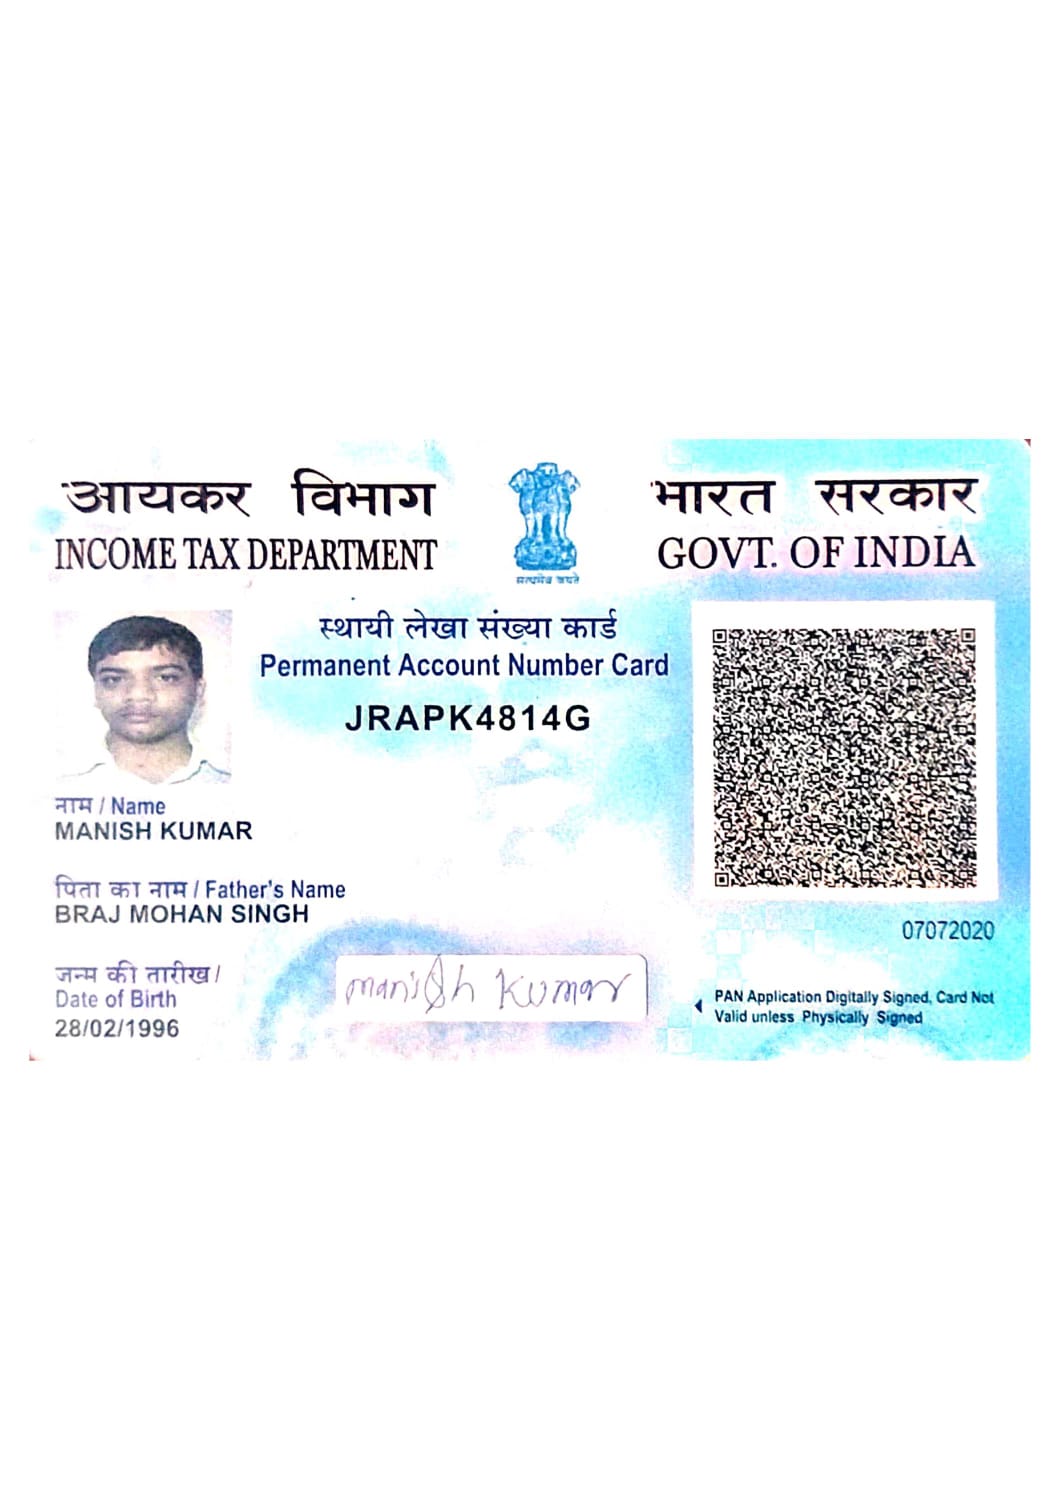 आयकर विभाग
INCOME TAX DEPARTMENT
सत्यमेव जयते
भारत सरकार
GOVT. OF INDIA
स्थायी लेखा संख्या कार्ड
Permanent Account Number Card
JRAPK4814G
नाम / Name
MANISH KUMAR
पिता का नाम / Father's Name
BRAJ MOHAN SINGH
जन्म की तारीख /
Date of Birth
28/02/1996
Manish Kumar
07072020
PAN Application Digitally Signed, Card Not
Valid unless Physically Signed